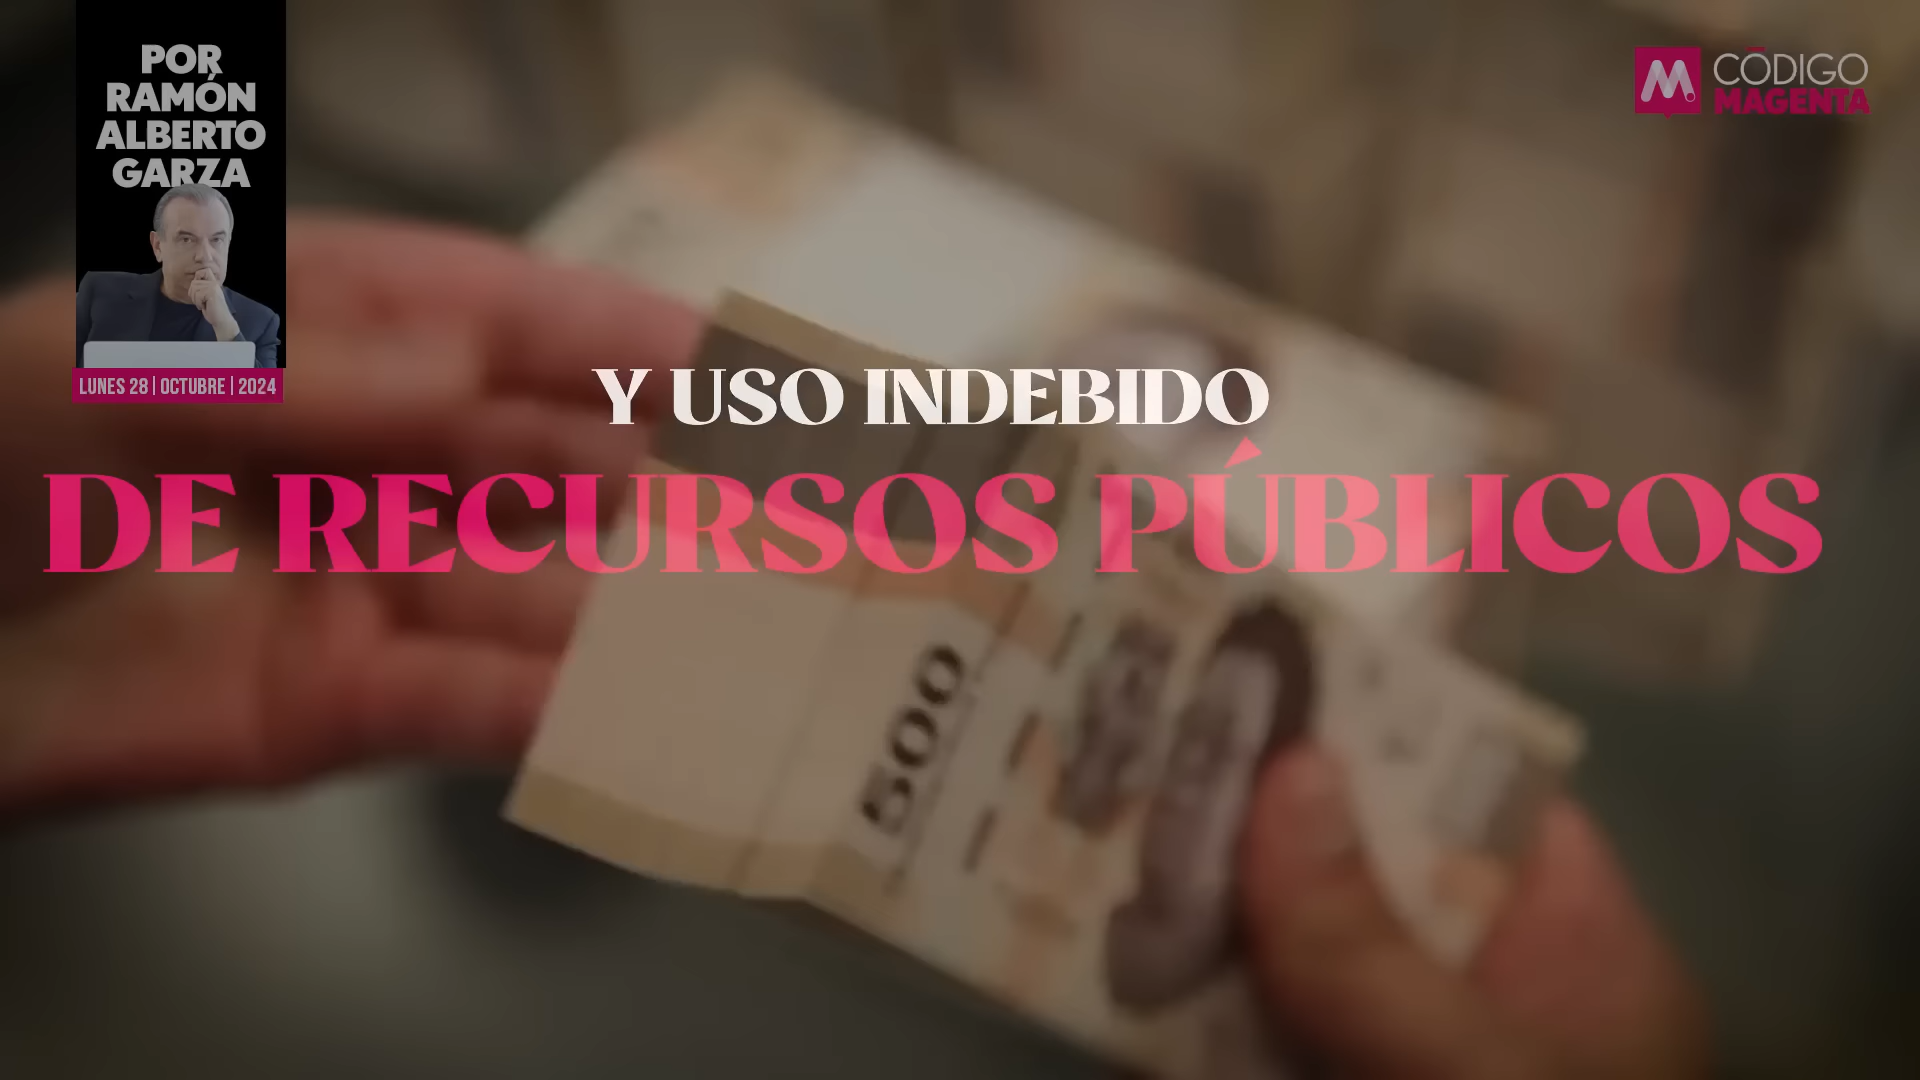 POR
RAMÓN
ALBERTO
GARZA
LUNES 28 | OCTUBRE | 2024
CÓDIGO
MAGENTA
Y USO INDEBIDO
DE RECURSOS PÚBLICOS
500